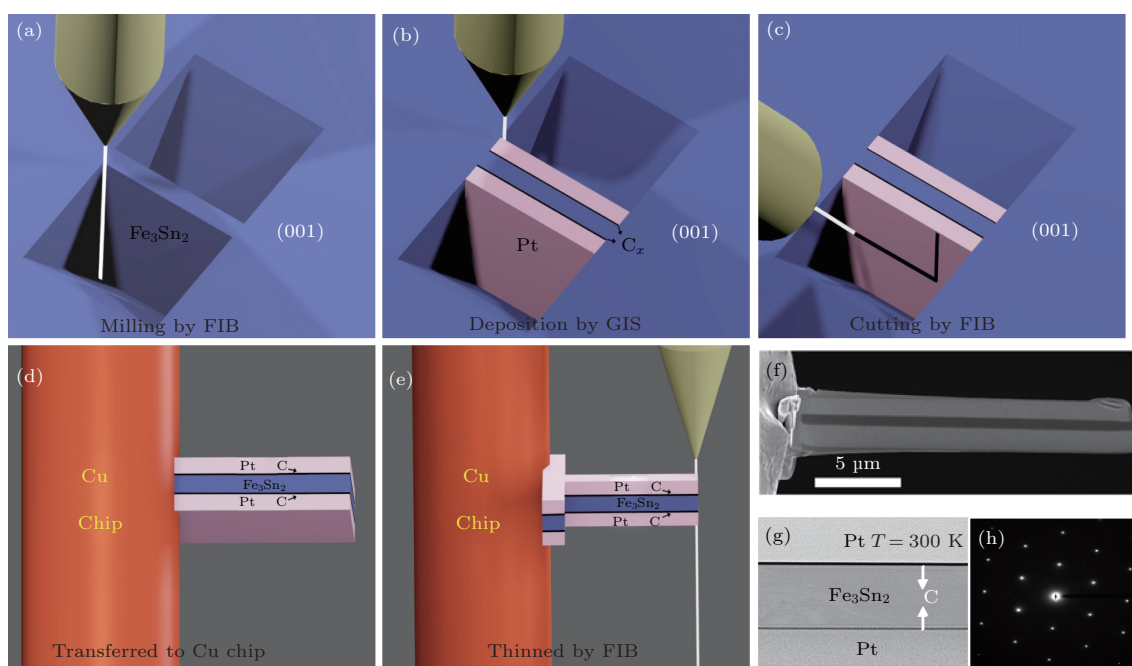 (a)
Fe₃Sn₂
(001)
Milling by FIB
(b)
Pt
Cₓ
(001)
Deposition by GIS
(c)
(001)
Cutting by FIB
(d)
Cu
Chip
Pt C
Fe₃Sn₂
Pt C
Transferred to Cu chip
(e)
Cu
Chip
Pt C
Fe₃Sn₂
Pt C
Thinned by FIB
(f)
5 µm
(g)
Pt T = 300 K
Fe₃Sn₂
C
Pt
(h)